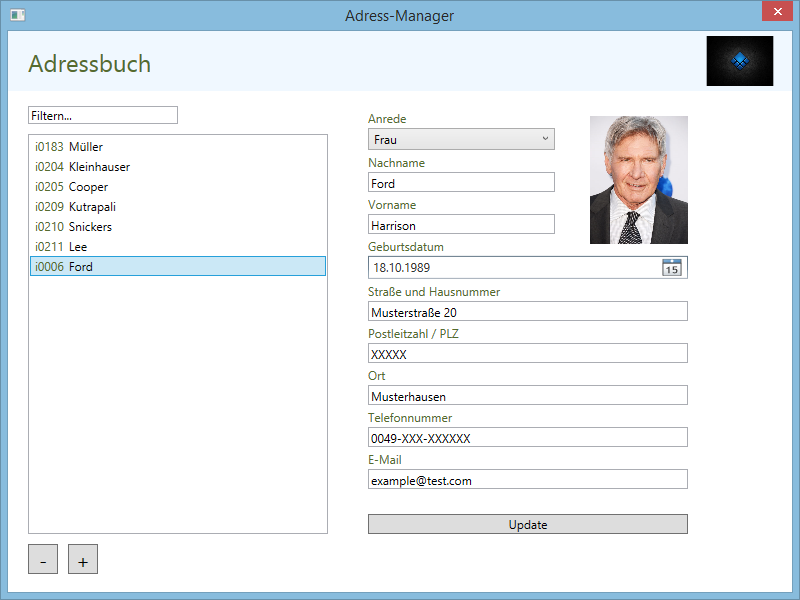 Adress-Manager
Adressbuch
Filtern...
i0183 Müller
i0204 Kleinhauser
i0205 Cooper
i0209 Kutrapali
i0210 Snickers
i0211 Lee
i0006 Ford
- +
Anrede
Frau
Nachname
Ford
Vorname
Harrison
Geburtsdatum
18.10.1989
15
Straße und Hausnummer
Musterstraße 20
Postleitzahl / PLZ
XXXXX
Ort
Musterhausen
Telefonnummer
0049-XXX-XXXXXX
E-Mail
example@test.com
Update